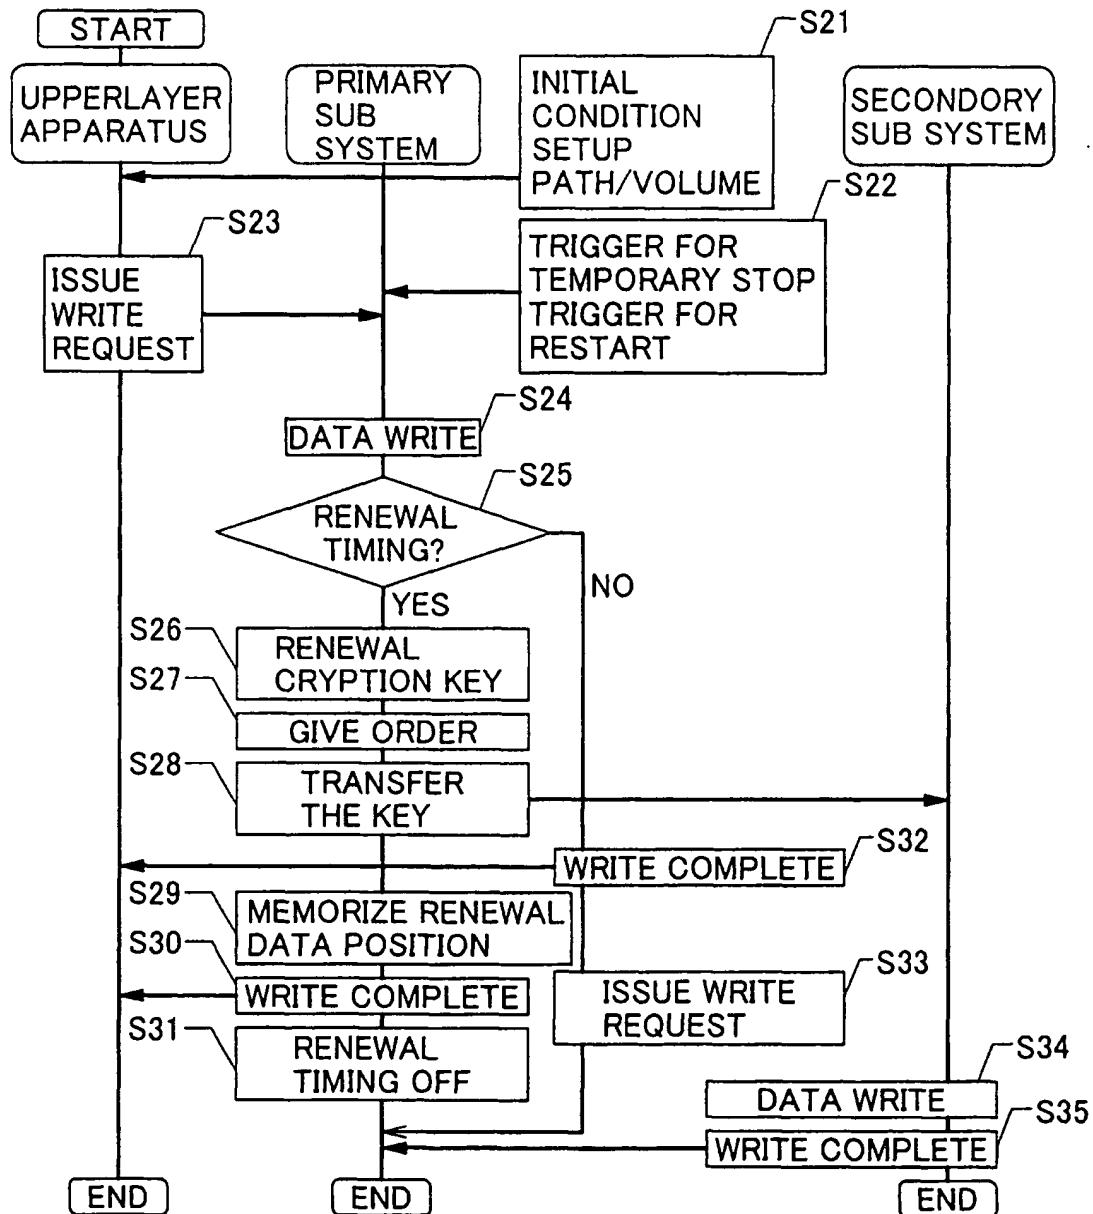 START
S21
UPPERLAYER
APPARATUS
PRIMARY
SUB
SYSTEM
INITIAL
CONDITION
SETUP
PATH/VOLUME
SECONDORY
SUB SYSTEM
S22
S23
TRIGGER FOR
TEMPORARY STOP
TRIGGER FOR
RESTART
ISSUE
WRITE
REQUEST
S24
DATA WRITE
S25
RENEWAL
TIMING?
NO
YES
S26
RENEWAL
CRYPTION KEY
S27
GIVE ORDER
S28
TRANSFER
THE KEY
S32
WRITE COMPLETE
S29
MEMORIZE RENEWAL
DATA POSITION
S30
WRITE COMPLETE
S33
ISSUE WRITE
REQUEST
S31
RENEWAL
TIMING OFF
S34
DATA WRITE
S35
WRITE COMPLETE
END
END
END